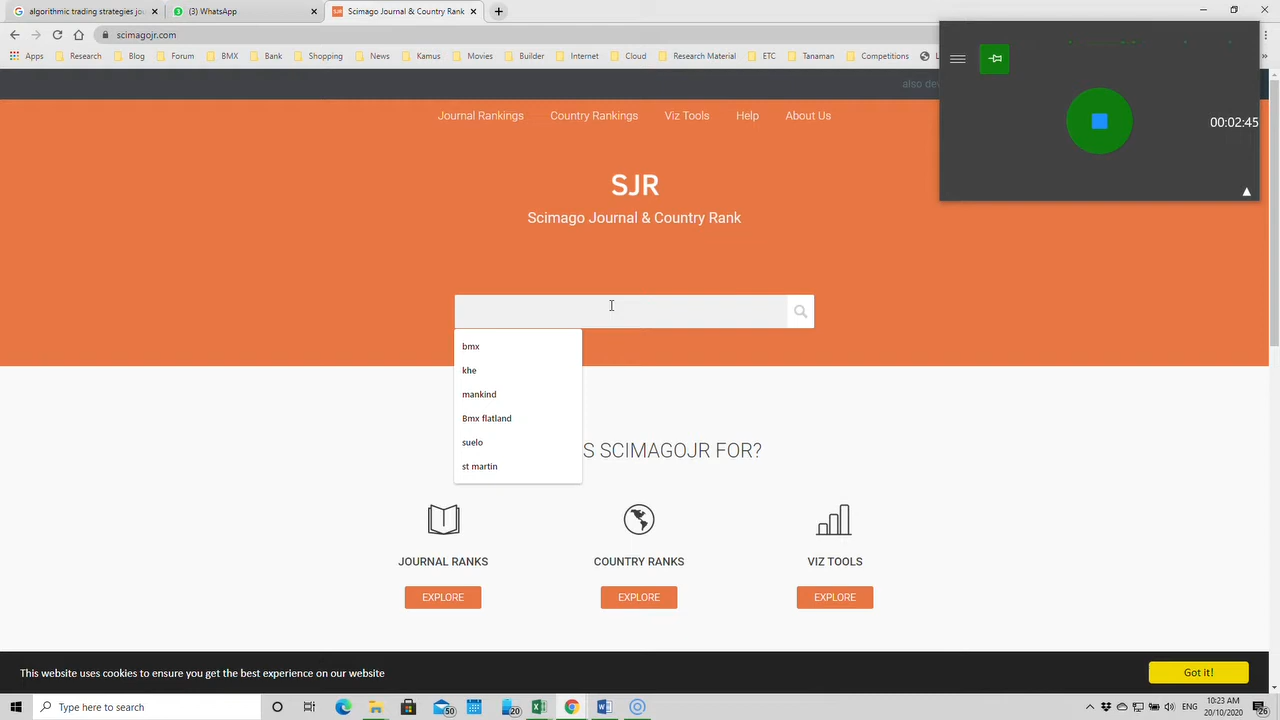 algorithmic trading strategies jo
(3) WhatsApp
Scimago Journal & Country Rank
scimagojr.com
Apps Research Blog Forum BMX Bank Shopping News Kamus Movies Builder Internet Cloud Research Material ETC Tanaman Competitions
also dev
00:02:45
Journal Rankings Country Rankings Viz Tools Help About Us
SJR
Scimago Journal & Country Rank
bmx
khe
mankind
Bmx flatland
suelo
st martin
S SCIMAGOJR FOR?
JOURNAL RANKS COUNTRY RANKS VIZ TOOLS
EXPLORE EXPLORE EXPLORE
This website uses cookies to ensure you get the best experience on our website
Got it!
Type here to search
50
20
ENG
10:23 AM
20/10/2020
26